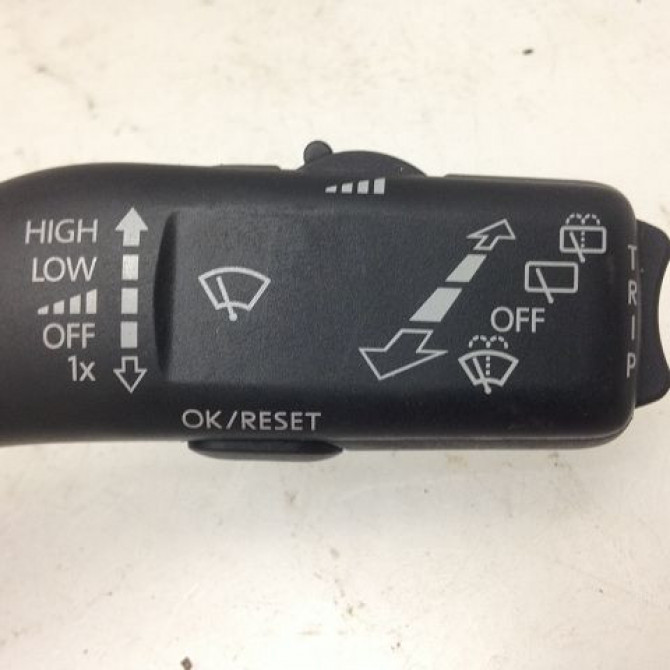 HIGH
LOW
OFF
1x
OFF
OK/RESET
TRIP